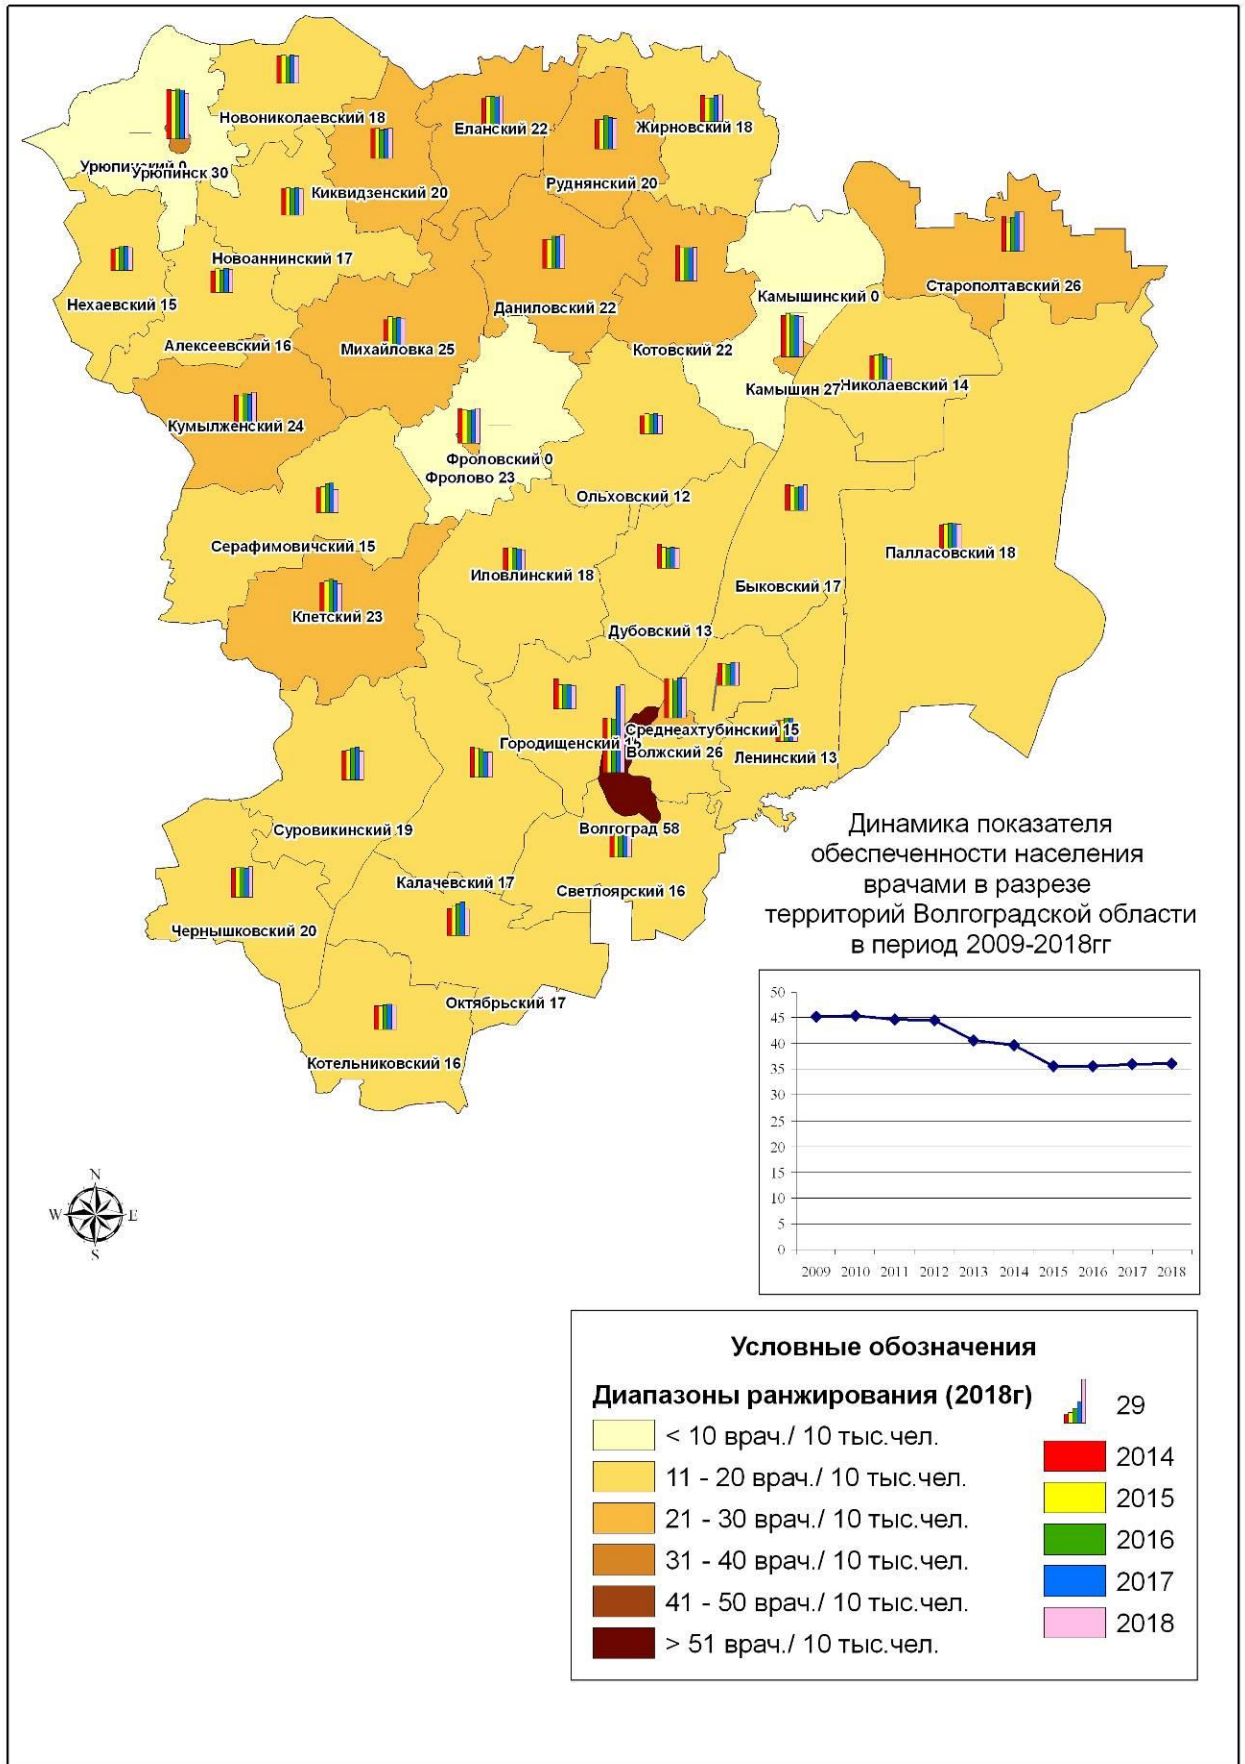 Новониколаевский 18
Еланский 22
Жирновский 18
Урюпинский 0
Урюпинск 30
Киквидзенский 20
Руднянский 20
Новоаннинский 17
Нехаевский 15
Алексеевский 16
Михайловка 25
Даниловский 22
Котовский 22
Камышинский 0
Старополтавский 26
Камышин 27
Николаевский 14
Кумылженский 24
Фроловский 0
Фролово 23
Ольховский 12
Серафимовичский 15
Иловлинский 18
Палласовский 18
Быковский 17
Клетский 23
Дубовский 13
Среднеахтубинский 15
Городищенский
Волжский 26
Ленинский 13
Суровикинский 19
Волгоград 58
Калачевский 17
Светлоярский 16
Чернышковский 20
Октябрьский 17
Котельниковский 16
Динамика показателя
обеспеченности населения
врачами в разрезе
территорий Волгоградской области
в период 2009-2018гг
50
45
40
35
30
25
20
15
10
5
0
2009 2010 2011 2012 2013 2014 2015 2016 2017 2018
N
W E
S
Условные обозначения
Диапазоны ранжирования (2018г)
< 10 врач./ 10 тыс.чел.
11 - 20 врач./ 10 тыс.чел.
21 - 30 врач./ 10 тыс.чел.
31 - 40 врач./ 10 тыс.чел.
41 - 50 врач./ 10 тыс.чел.
> 51 врач./ 10 тыс.чел.
29
2014
2015
2016
2017
2018